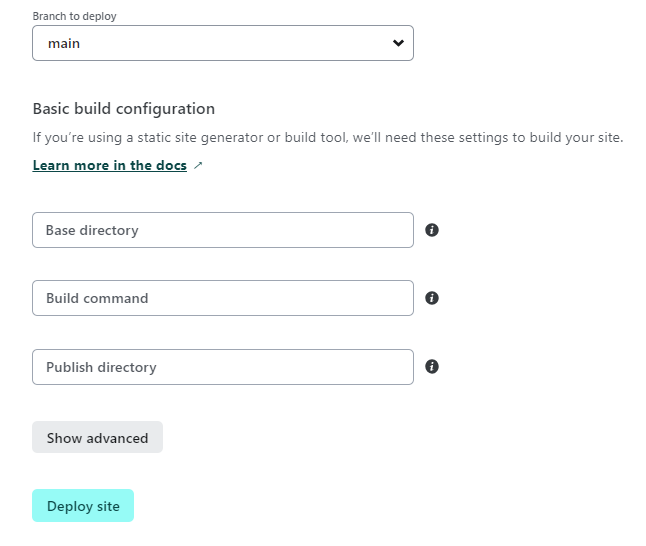 Branch to deploy
main
Basic build configuration
If you’re using a static site generator or build tool, we’ll need these settings to build your site.
Learn more in the docs ↗
Base directory
Build command
Publish directory
Show advanced
Deploy site